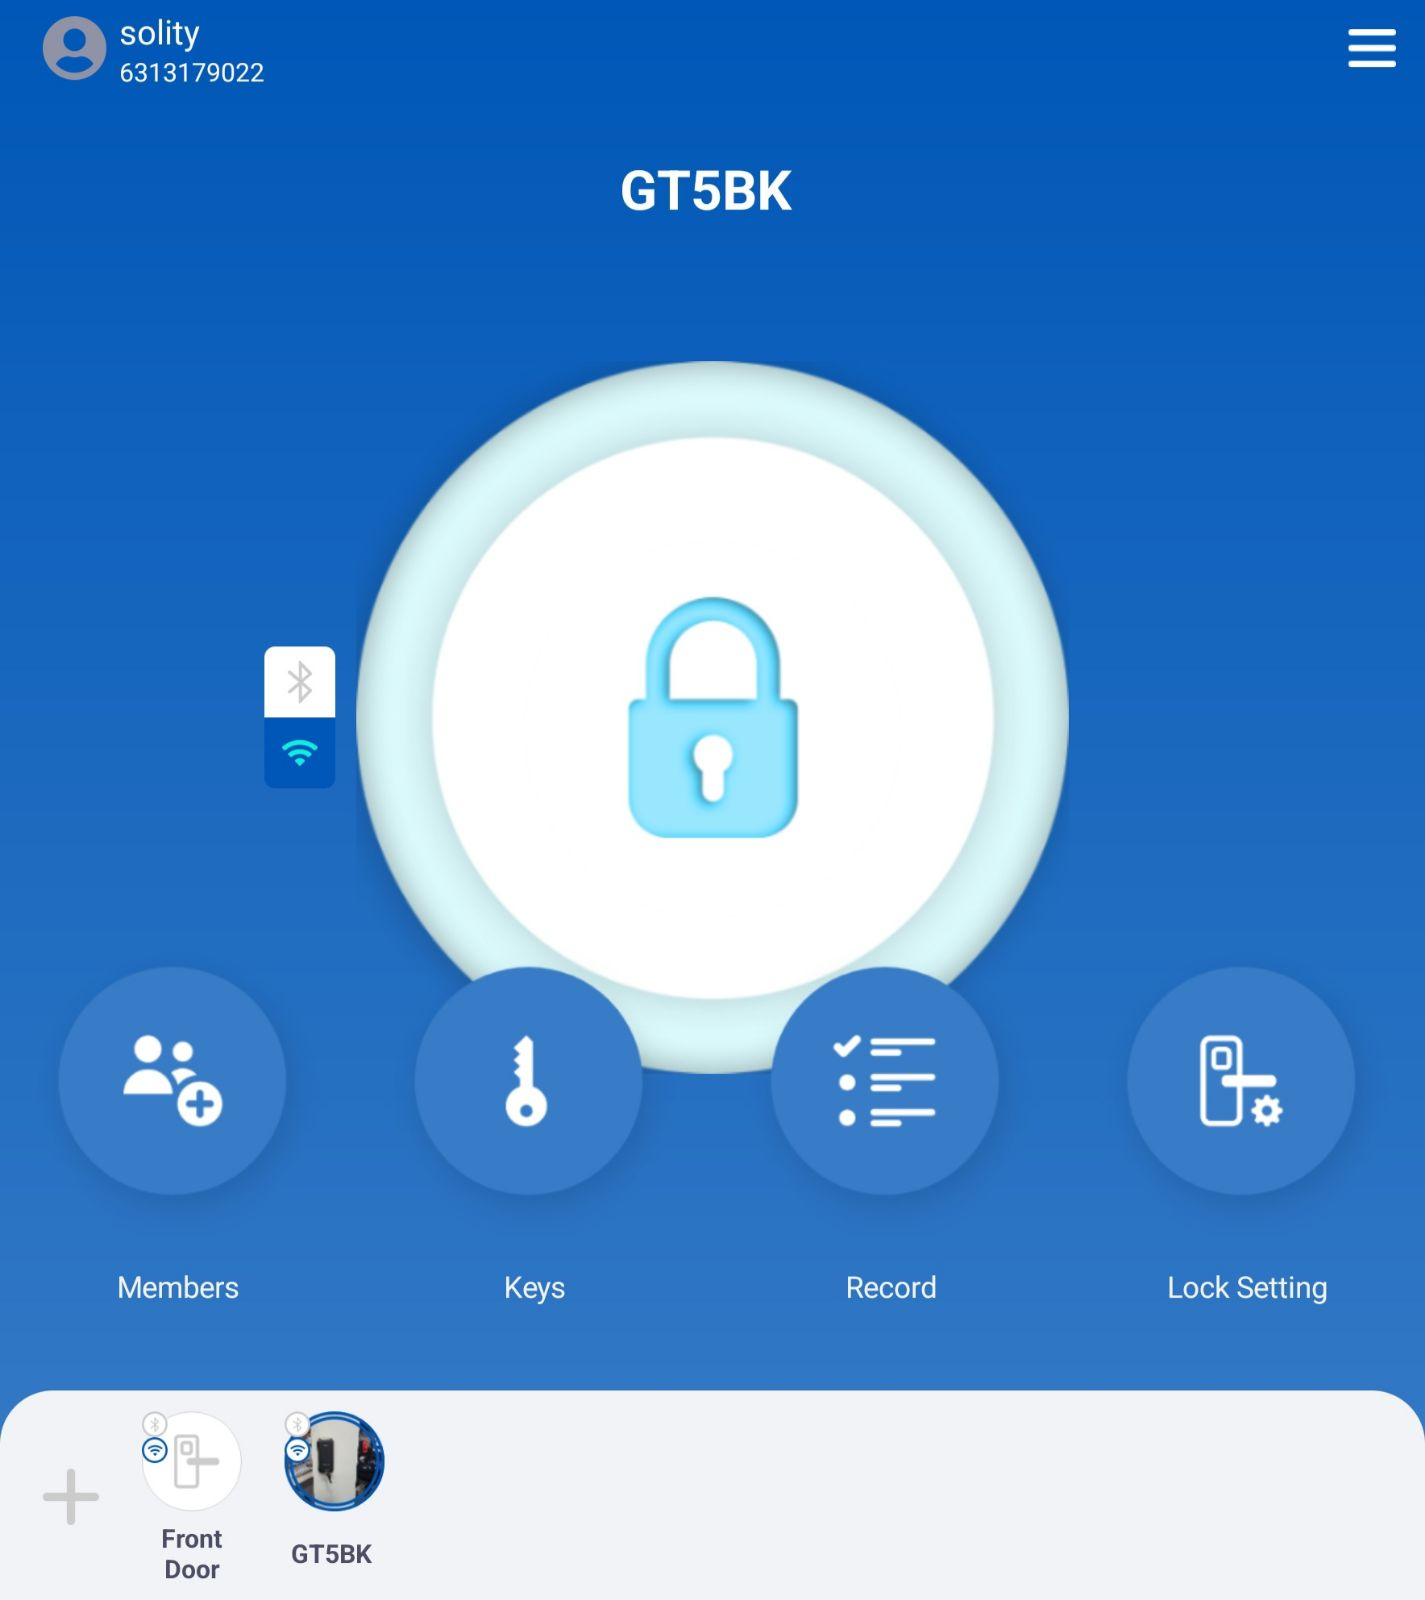 solity
6313179022
GT5BK
Members
Keys
Record
Lock Setting
Front
Door
GT5BK